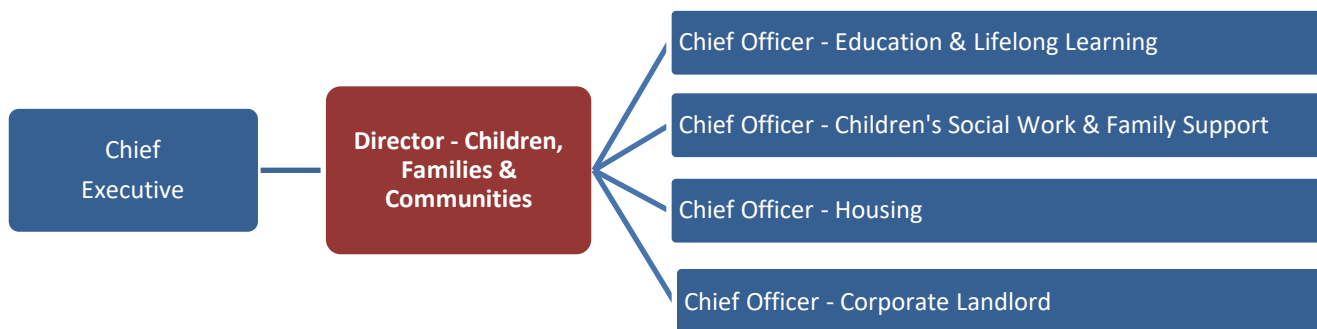 Chief
Executive
Director - Children,
Families &
Communities
Chief Officer - Education & Lifelong Learning
Chief Officer - Children's Social Work & Family Support
Chief Officer - Housing
Chief Officer - Corporate Landlord